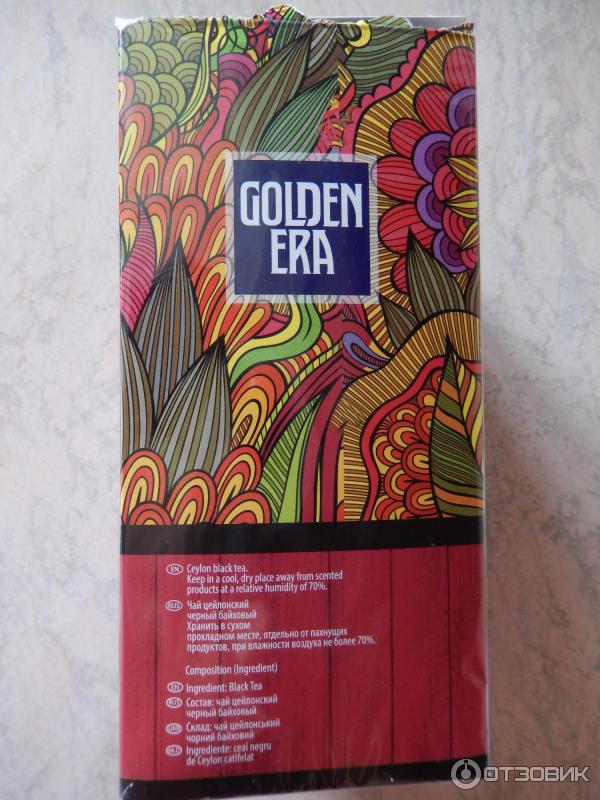 GOLDEN
ERA
EN Ceylon black tea.
Keep in a cool, dry place away from scented
products at a relative humidity of 70%.
RUS Чай цейлонский
черный байховый
Хранить в сухом
прохладном месте, отдельно от пахнущих
продуктов, при влажности воздуха не более 70%.
Composition (Ingredient)
EN Ingredient: Black Tea
RUS Состав: чай цейлонский
черный байховый
UKR Склад: чай цейлонський
чорний байховий
MLD Ingrediente: ceai negru
de Ceylon catifelat
ОТЗОВИК